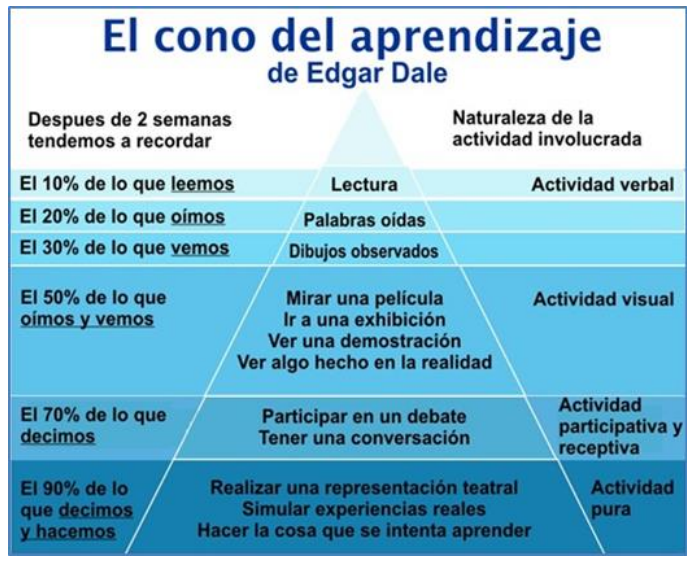 El cono del aprendizaje
de Edgar Dale
Despues de 2 semanas
tendemos a recordar
Naturaleza de la
actividad involucrada
El 10% de lo que leemos
Lectura
Actividad verbal
El 20% de lo que oímos
Palabras oídas
El 30% de lo que vemos
Dibujos observados
El 50% de lo que
oímos y vemos
Mirar una película
Ir a una exhibición
Ver una demostración
Ver algo hecho en la realidad
Actividad visual
El 70% de lo que
decimos
Participar en un debate
Tener una conversación
Actividad
participativa y
receptiva
El 90% de lo
que decimos
y hacemos
Realizar una representación teatral
Simular experiencias reales
Hacer la cosa que se intenta aprender
Actividad
pura